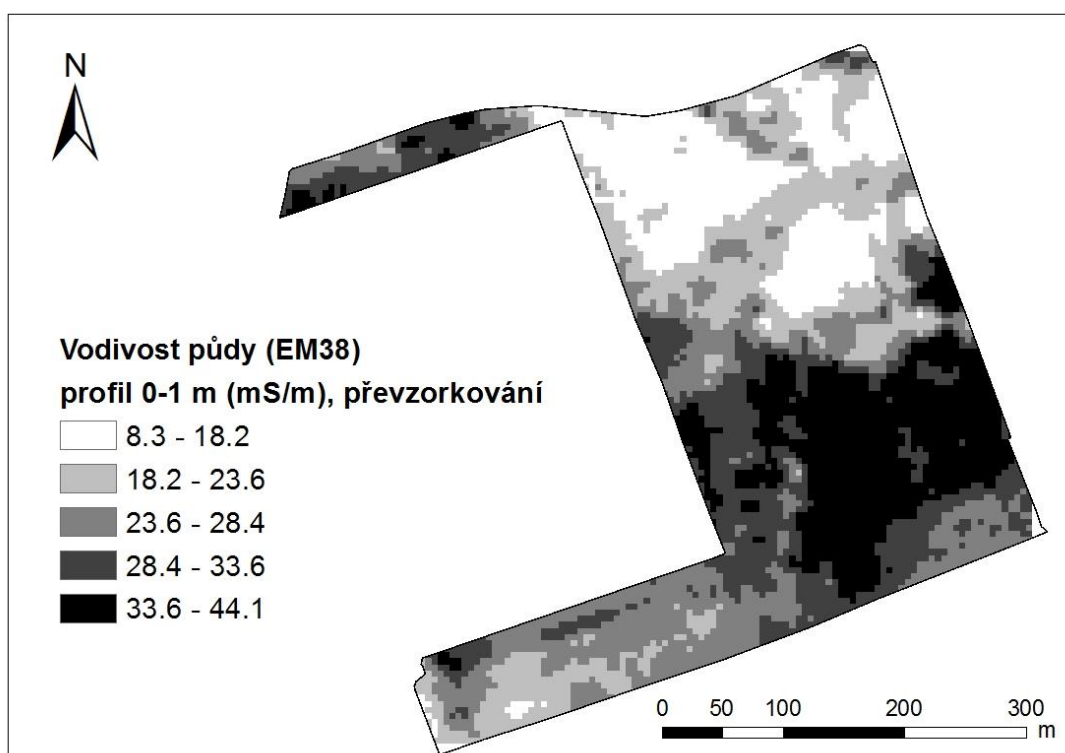 N
Vodivost půdy (EM38)
profil 0-1 m (mS/m), převzorkování
8.3 - 18.2
18.2 - 23.6
23.6 - 28.4
28.4 - 33.6
33.6 - 44.1
0 50 100 200 300
m